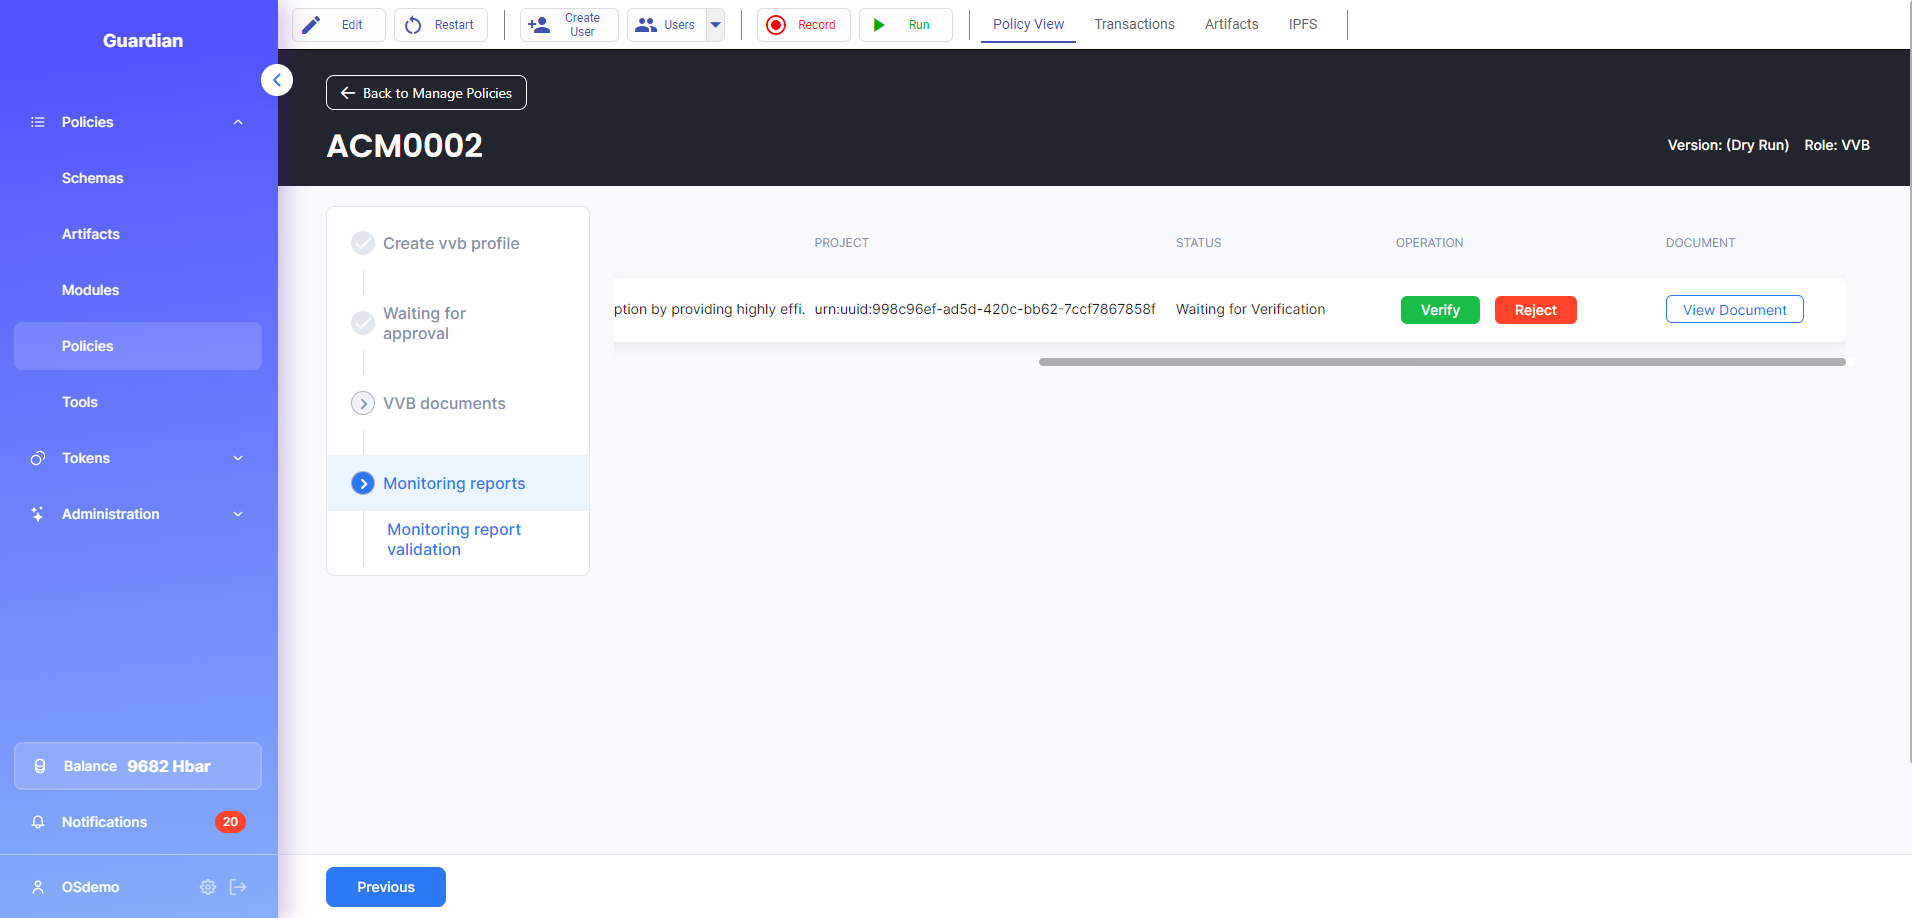 Guardian
Policies
Schemas
Artifacts
Modules
Policies
Tools
Tokens
Administration
Balance 9682 Hbar
Notifications 20
OSdemo
Edit
Restart
Create
User
Users
Record
Run
Policy View
Transactions
Artifacts
IPFS
Back to Manage Policies
ACM0002
Version: (Dry Run) Role: VVB
Create vvb profile
Waiting for
approval
VVB documents
Monitoring reports
Monitoring report
validation
PROJECT STATUS OPERATION DOCUMENT
ption by providing highly effi. urn:uuid:998c96ef-ad5d-420c-bb62-7ccf7867858f Waiting for Verification Verify Reject View Document
Previous